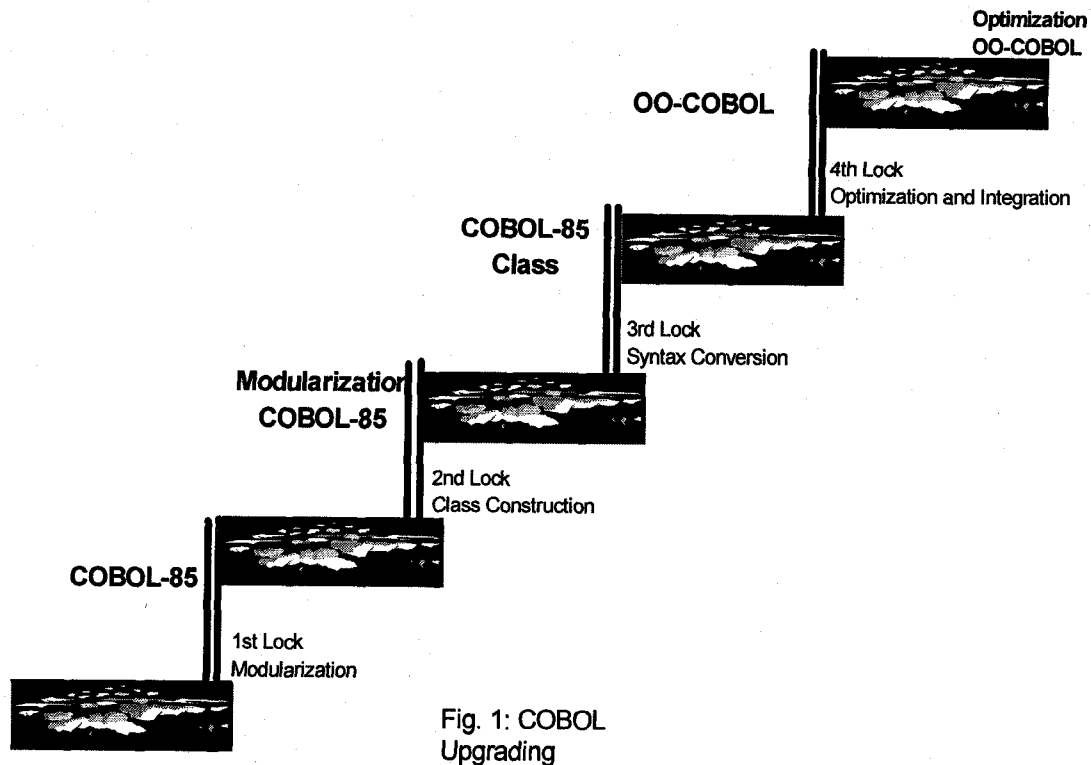 Optimization
OO-COBOL
OO-COBOL
4th Lock
Optimization and Integration
COBOL-85
Class
3rd Lock
Syntax Conversion
Modularization
COBOL-85
2nd Lock
Class Construction
COBOL-85
1st Lock
Modularization
Fig. 1: COBOL
Upgrading